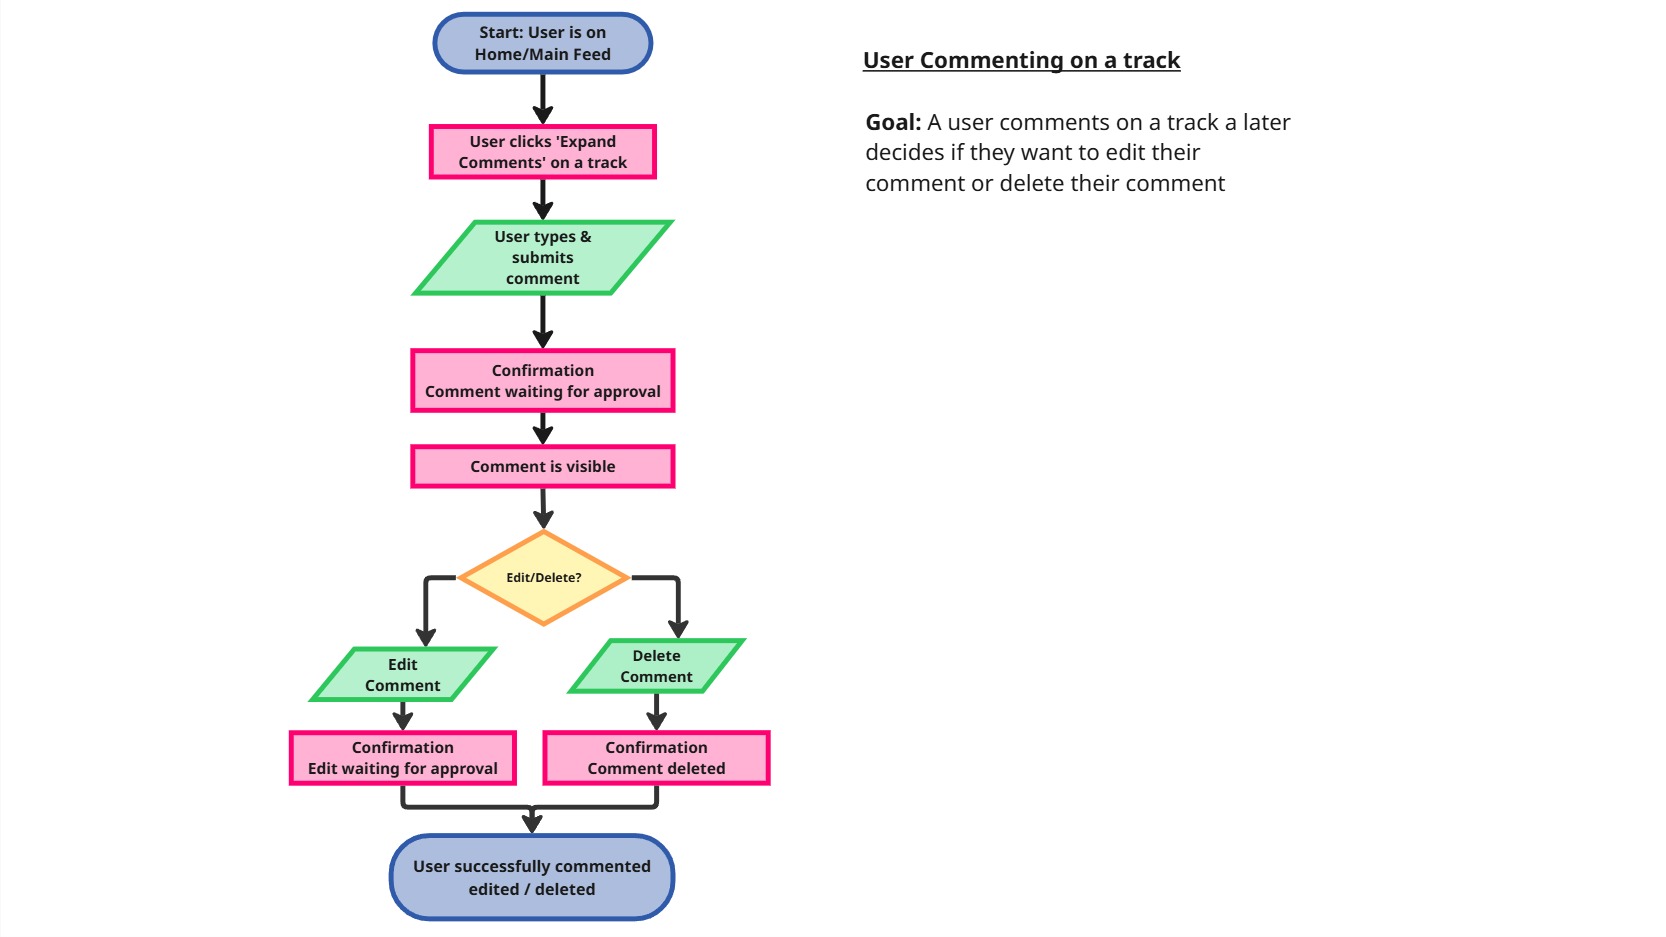 Start: User is on
Home/Main Feed
User clicks 'Expand
Comments' on a track
User types &
submits
comment
Confirmation
Comment waiting for approval
Comment is visible
Edit/Delete?
Edit
Comment
Delete
Comment
Confirmation
Edit waiting for approval
Confirmation
Comment deleted
User successfully commented
edited / deleted
User Commenting on a track
Goal: A user comments on a track a later
decides if they want to edit their
comment or delete their comment